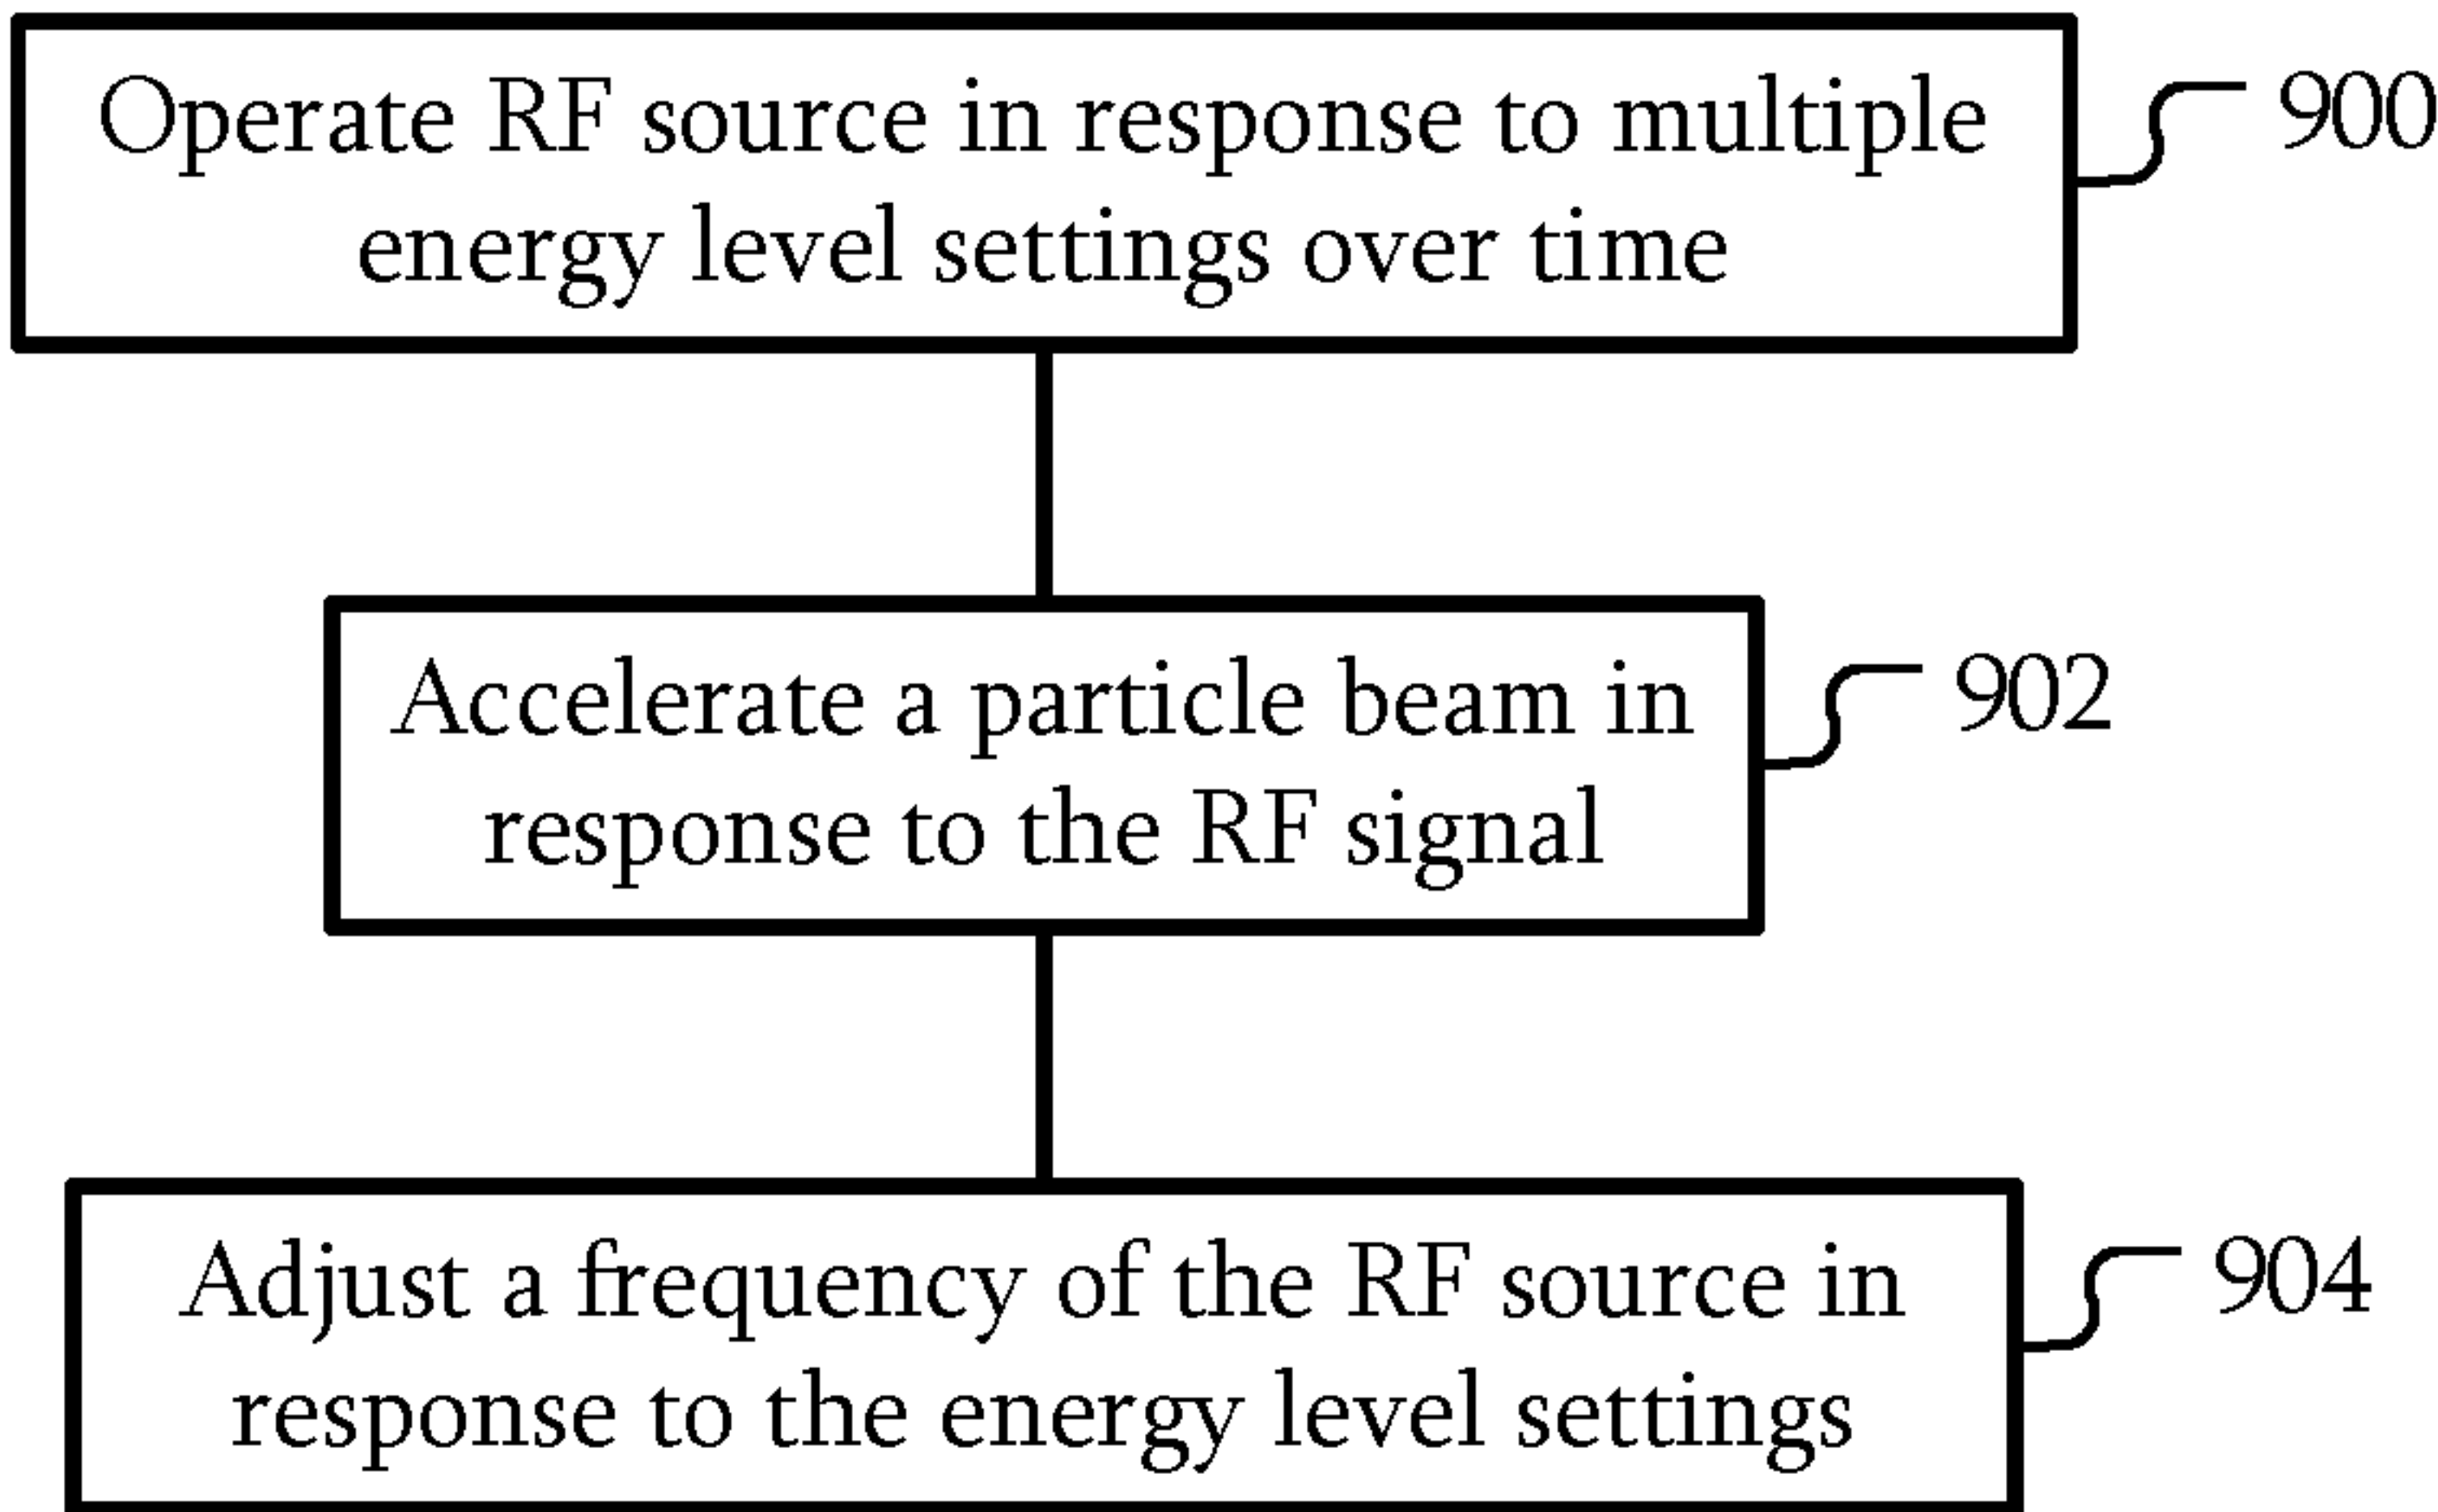 Operate RF source in response to multiple
energy level settings over time
900
Accelerate a particle beam in
response to the RF signal
902
Adjust a frequency of the RF source in
response to the energy level settings
904